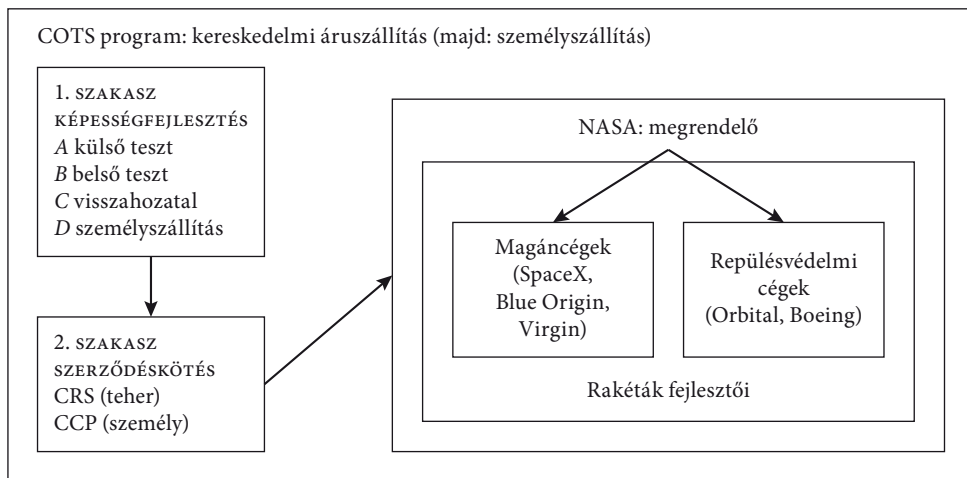 COTS program: kereskedelmi áruszállítás (majd: személyszállítás)
1. SZAKASZ
KÉPESSÉGFEJLESZTÉS
A külső teszt
B belső teszt
C visszahozatal
D személyszállítás
2. SZAKASZ
SZERZŐDÉSKÖTÉS
CRS (teher)
CCP (személy)
NASA: megrendelő
Magáncégek
(SpaceX,
Blue Origin,
Virgin)
Repülésvédelmi
cégek
(Orbital, Boeing)
Rakéták fejlesztői